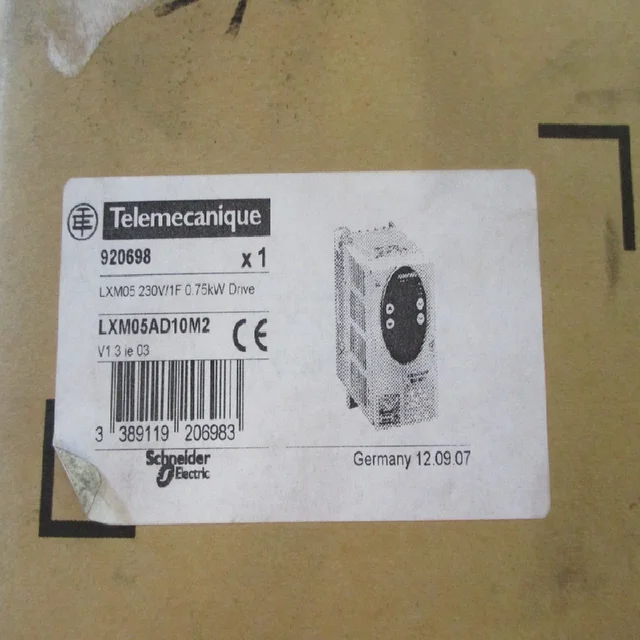 Telemecanique
920698 x 1
LXM05 230V/1F 0.75kW Drive
LXM05AD10M2 CE
V1.3 ie 03
3 389119 206983
Schneider
Electric
Germany 12.09.07